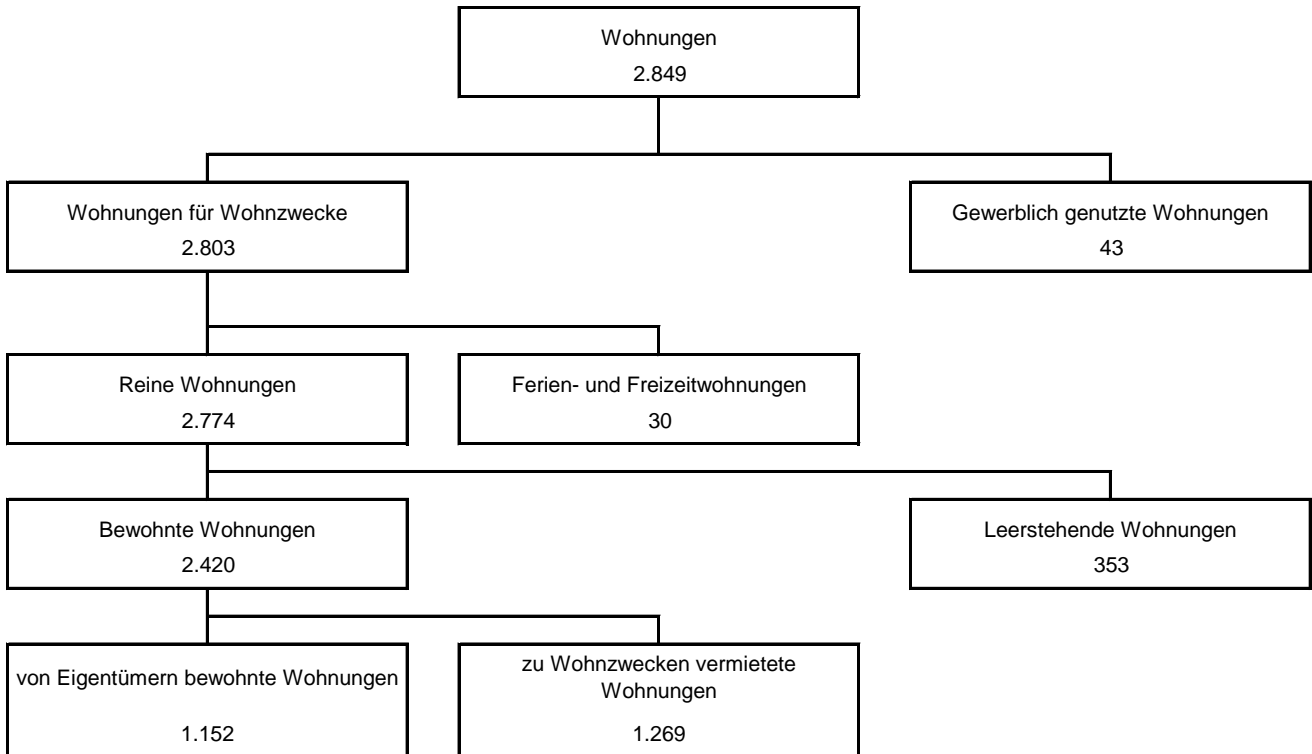 Wohnungen
2.849
Wohnungen für Wohnzwecke
2.803
Gewerblich genutzte Wohnungen
43
Reine Wohnungen
2.774
Ferien- und Freizeitwohnungen
30
Bewohnte Wohnungen
2.420
Leerstehende Wohnungen
353
von Eigentümern bewohnte Wohnungen
1.152
zu Wohnzwecken vermietete
Wohnungen
1.269